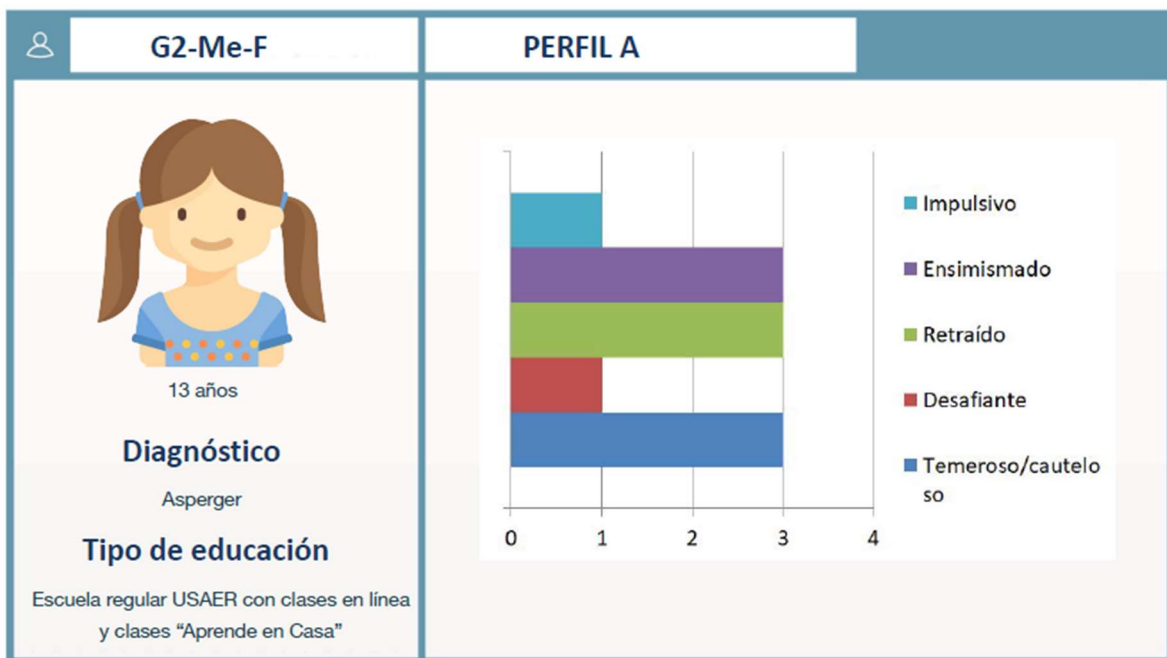 G2-Me-F
PERFIL A
13 años
Diagnóstico
Asperger
Tipo de educación
Escuela regular USAER con clases en línea
y clases “Aprende en Casa”
Impulsivo
Ensimismado
Retraído
Desafiante
Temeroso/cautelo
so
0 1 2 3 4